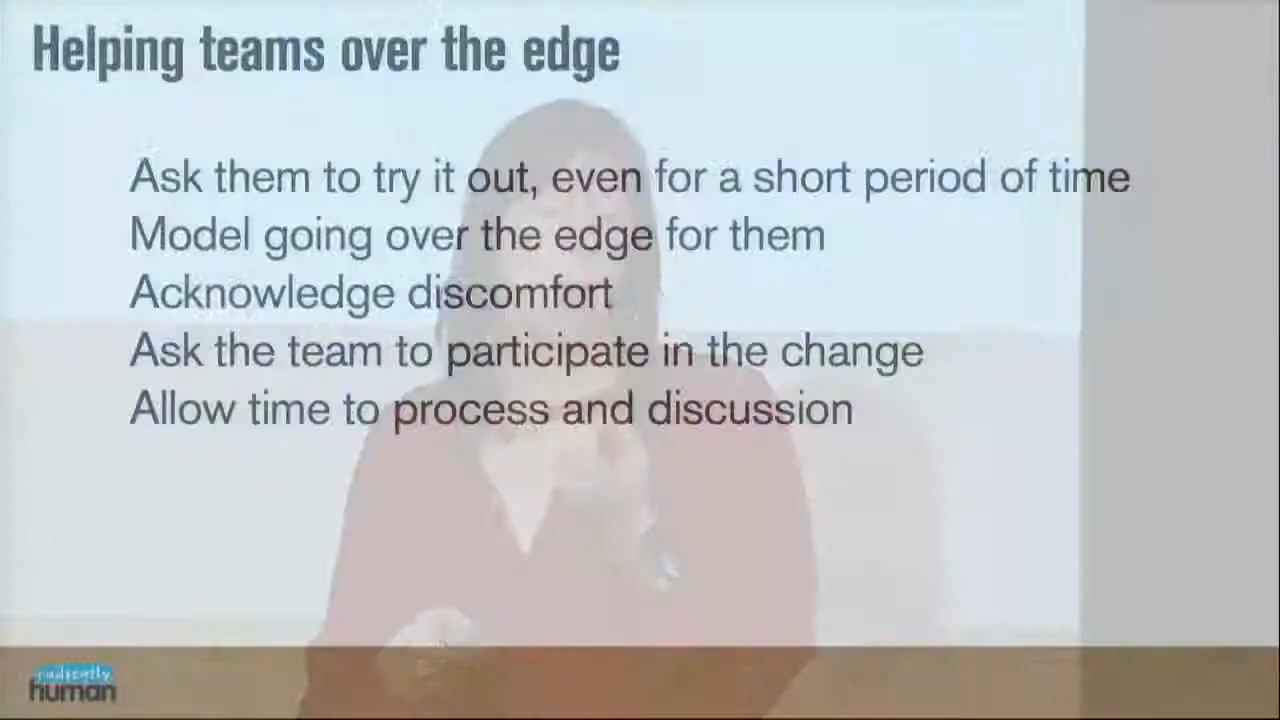 Helping teams over the edge
Ask them to try it out, even for a short period of time
Model going over the edge for them
Acknowledge discomfort
Ask the team to participate in the change
Allow time to process and discussion
radically
human